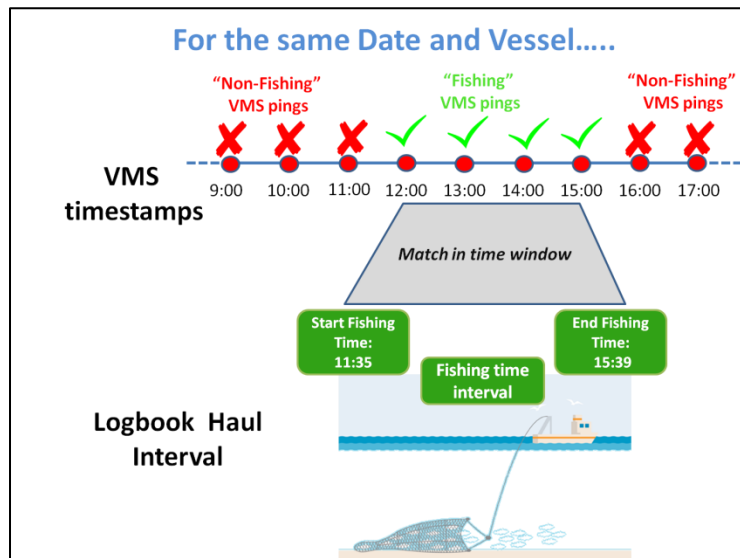 For the same Date and Vessel…..
“Non-Fishing”
VMS pings
“Fishing”
VMS pings
“Non-Fishing”
VMS pings
VMS
timestamps
9:00 10:00 11:00 12:00 13:00 14:00 15:00 16:00 17:00
Match in time window
Start Fishing
Time:
11:35
End Fishing
Time:
15:39
Fishing time
interval
Logbook Haul
Interval